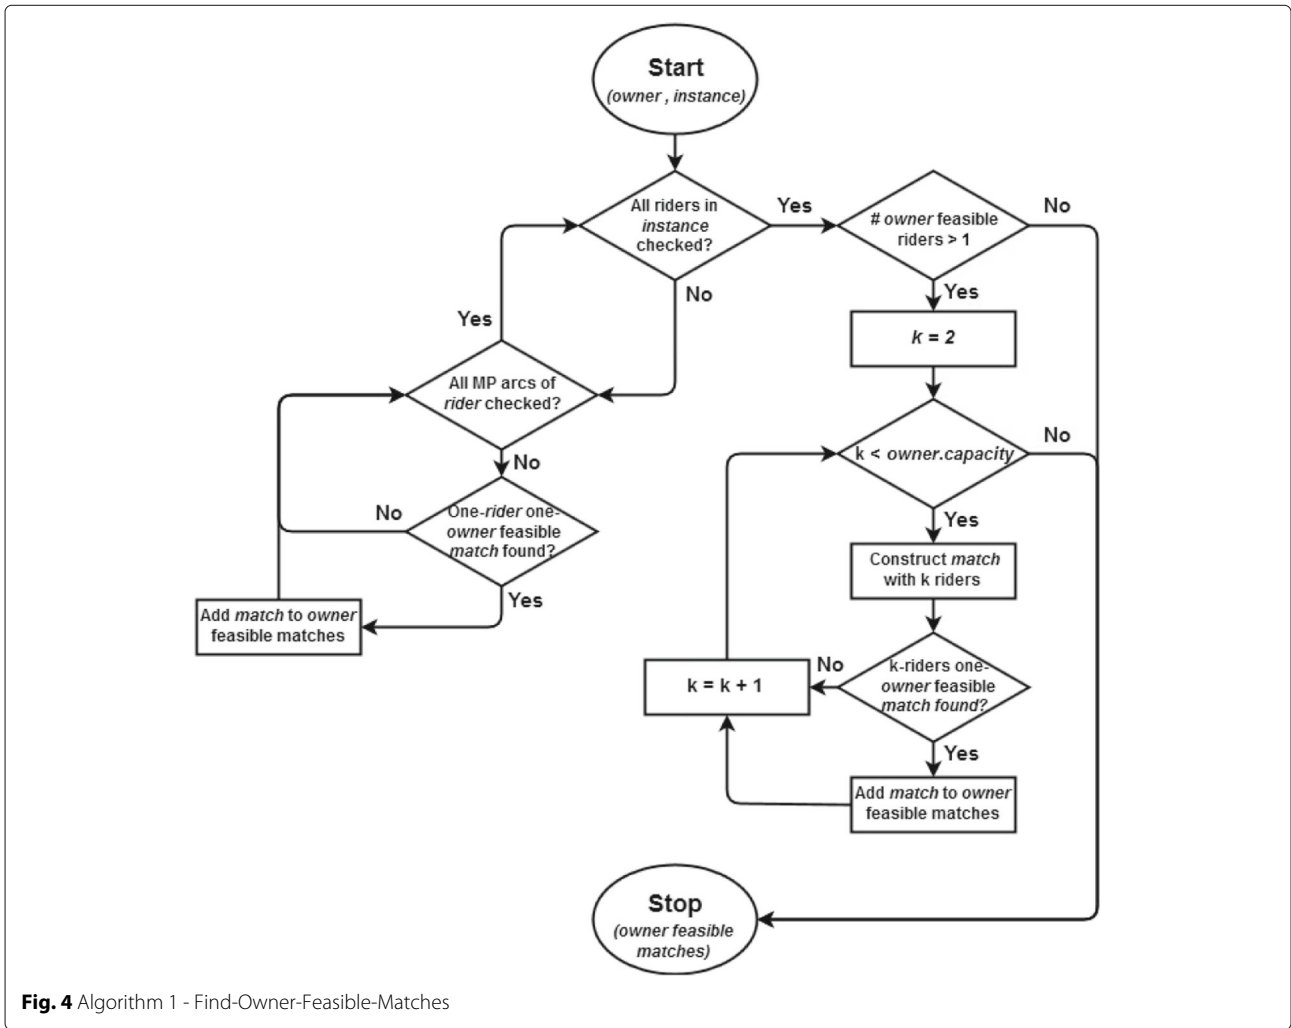 Start
(owner , instance)
All riders in
instance
checked?
Yes
# owner feasible
riders > 1
No
No
Yes
k = 2
Yes
All MP arcs of
rider checked?
No
k < owner.capacity
No
One-rider one-
owner feasible
match found?
No
Yes
Yes
Construct match
with k riders
Add match to owner
feasible matches
k-riders one-
owner feasible
match found?
No
k = k + 1
Yes
Add match to owner
feasible matches
Stop
(owner feasible
matches)
Fig. 4 Algorithm 1 - Find-Owner-Feasible-Matches